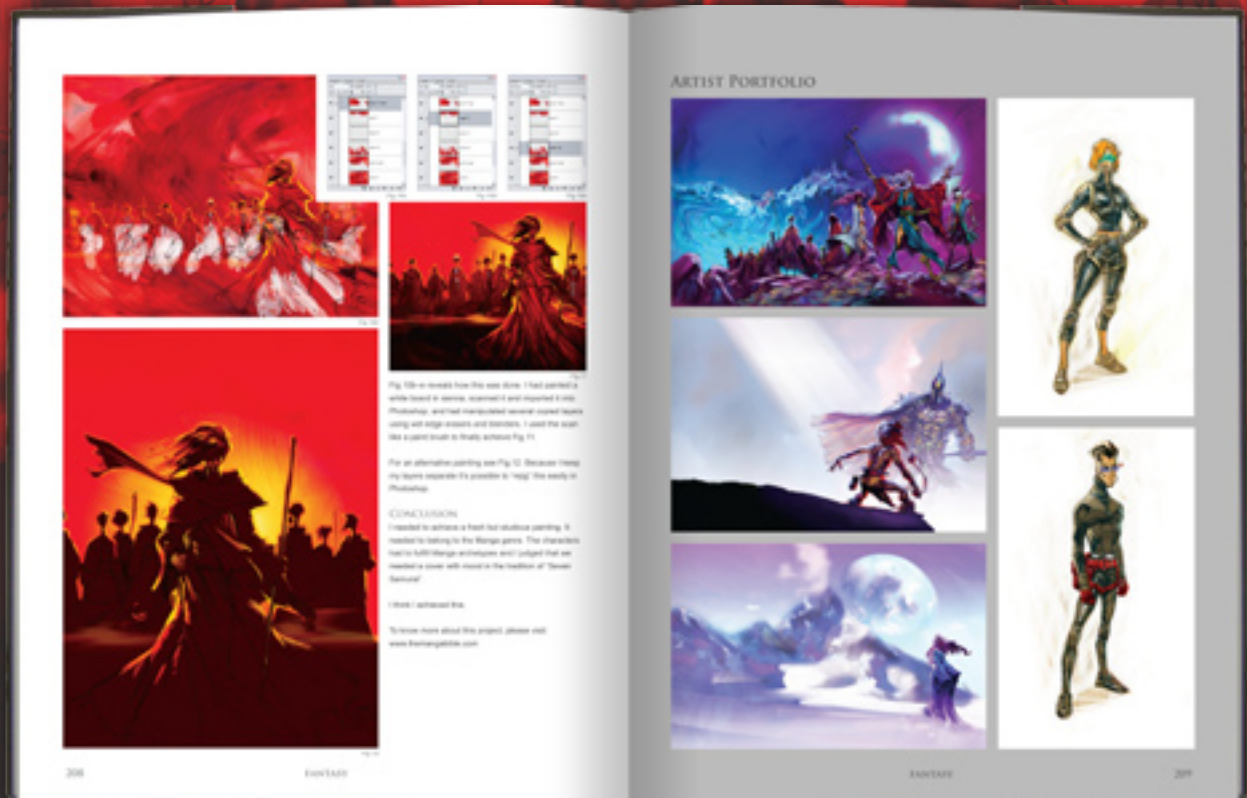 Fig 10b-e reveals how this was done. I had painted a
white board in sienna, scanned it and imported it into
Photoshop, and had manipulated several copied layers
using wet edge erasers and blenders. I used the scan
like a paint brush to finally achieve Fig 11.
For an alternative painting see Fig 12. Because I keep
my layers separate it's possible to "rejig" this easily in
Photoshop.
CONCLUSION
I needed to achieve a fresh but studious painting. It
needed to belong to the Manga genre. The characters
had to fulfil Manga archetypes and I judged that we
needed a cover with mood in the tradition of "Seven
Samurai".
I think I achieved this.
To know more about this project, please visit
www.themangabible.com
208
FANTASY
ARTIST PORTFOLIO
FANTASY
209